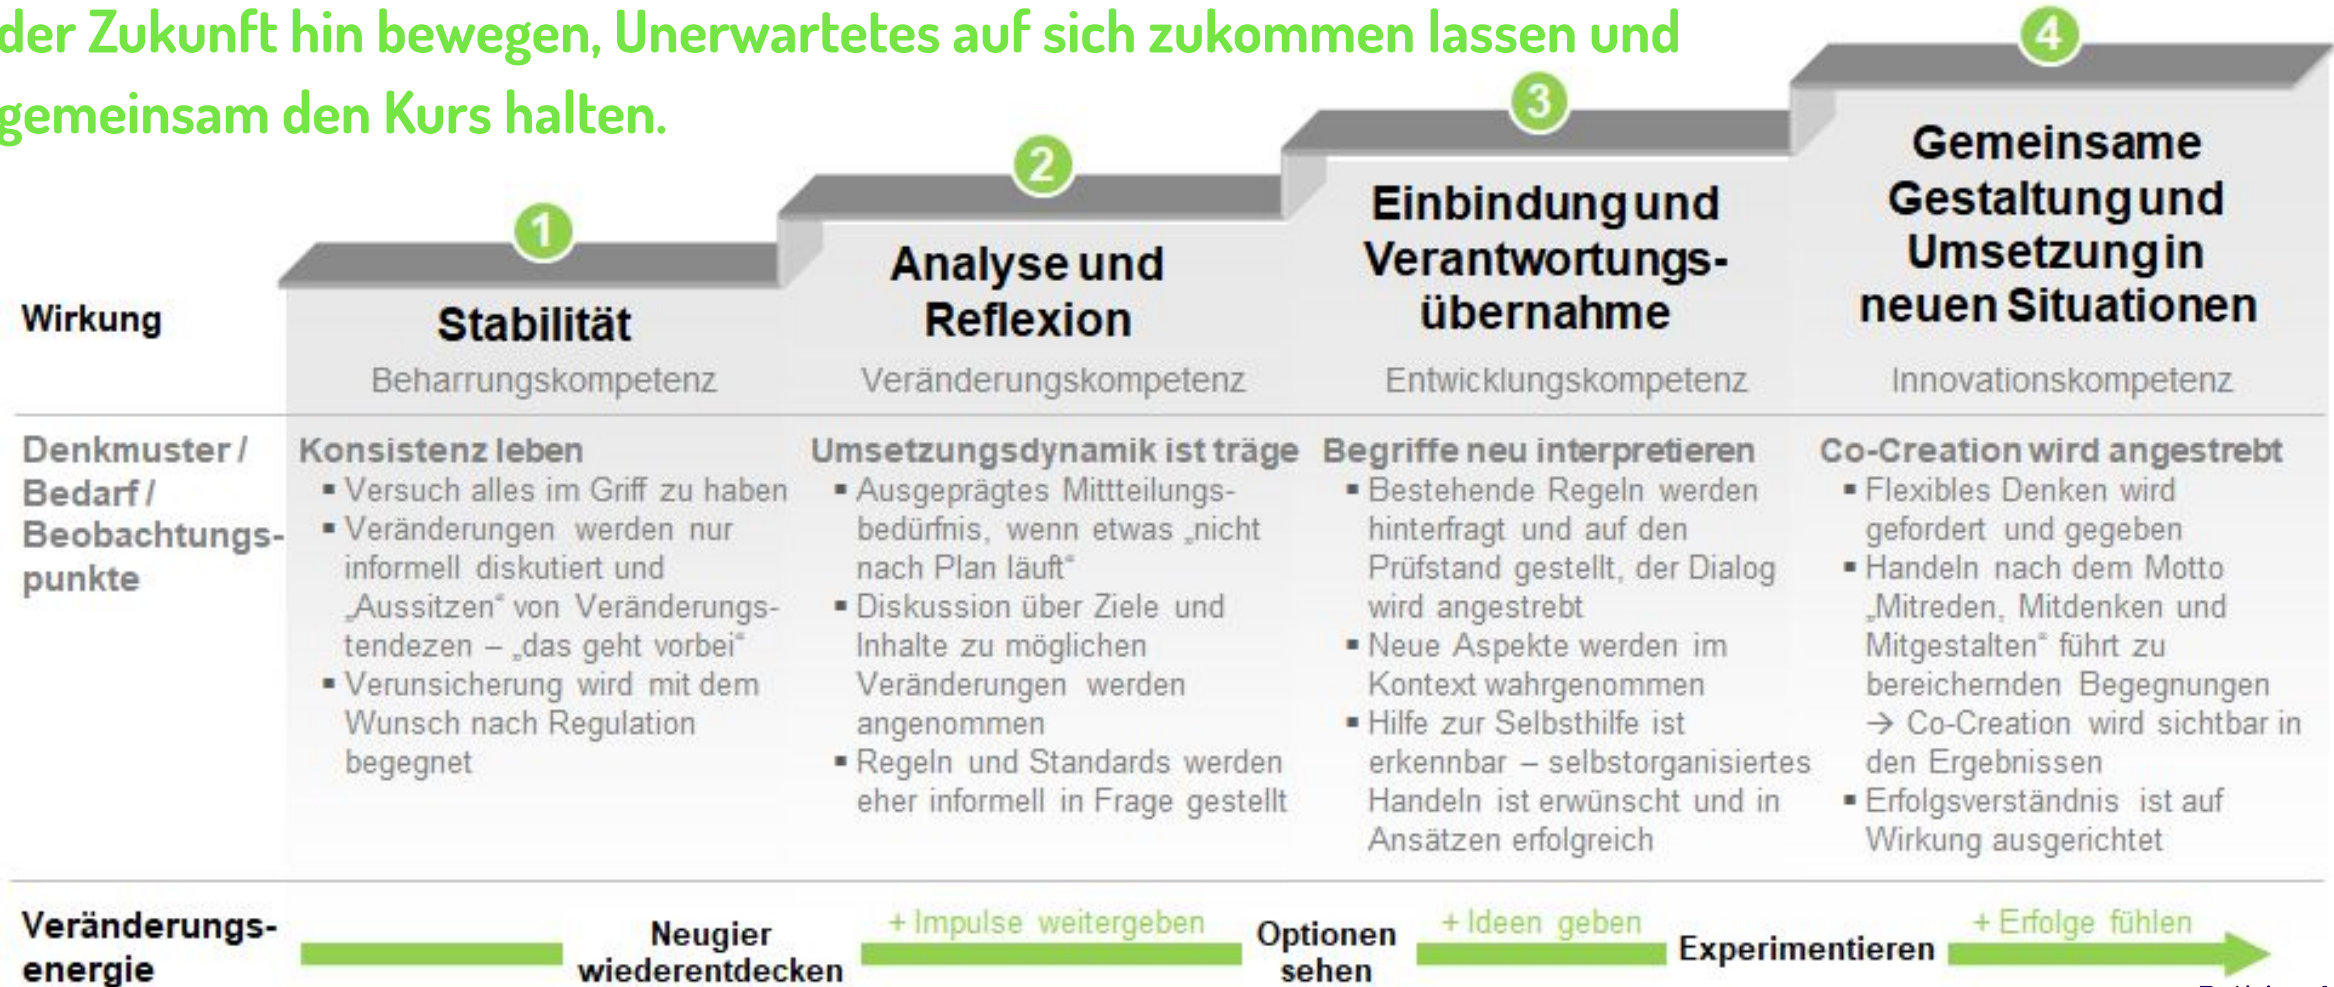 der Zukunft hin bewegen, Unerwartetes auf sich zukommen lassen und
gemeinsam den Kurs halten.
1
2
3
4
Wirkung
Stabilität
Beharrungskompetenz
Analyse und
Reflexion
Veränderungskompetenz
Einbindung und
Verantwortungs-
übernahme
Entwicklungskompetenz
Gemeinsame
Gestaltung und
Umsetzung in
neuen Situationen
Innovationskompetenz
Denkmuster /
Bedarf /
Beobachtungs-
punkte
Konsistenz leben
▪ Versuch alles im Griff zu haben
▪ Veränderungen werden nur
informell diskutiert und
„Aussitzen“ von Veränderungs-
tendezen – „das geht vorbei“
▪ Verunsicherung wird mit dem
Wunsch nach Regulation
begegnet
Umsetzungsdynamik ist träge
▪ Ausgeprägtes Mittteilungs-
bedürfnis, wenn etwas „nicht
nach Plan läuft“
▪ Diskussion über Ziele und
Inhalte zu möglichen
Veränderungen werden
angenommen
▪ Regeln und Standards werden
eher informell in Frage gestellt
Begriffe neu interpretieren
▪ Bestehende Regeln werden
hinterfragt und auf den
Prüfstand gestellt, der Dialog
wird angestrebt
▪ Neue Aspekte werden im
Kontext wahrgenommen
▪ Hilfe zur Selbsthilfe ist
erkennbar – selbstorganisiertes
Handeln ist erwünscht und in
Ansätzen erfolgreich
Co-Creation wird angestrebt
▪ Flexibles Denken wird
gefordert und gegeben
▪ Handeln nach dem Motto
„Mitreden, Mitdenken und
Mitgestalten“ führt zu
bereichernden Begegnungen
→ Co-Creation wird sichtbar in
den Ergebnissen
▪ Erfolgsverständnis ist auf
Wirkung ausgerichtet
Veränderungs-
energie
Neugier
wiederentdecken
+ Impulse weitergeben
Optionen
sehen
+ Ideen geben
Experimentieren
+ Erfolge fühlen